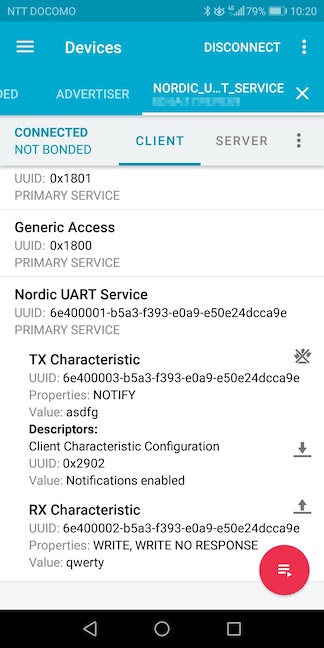 NTT DOCOMO 4G 79% 10:20
Devices DISCONNECT
DED ADVERTISER NORDIC_U...T_SERVICE
CONNECTED
NOT BONDED
CLIENT SERVER
UUID: 0x1801
PRIMARY SERVICE
Generic Access
UUID: 0x1800
PRIMARY SERVICE
Nordic UART Service
UUID: 6e400001-b5a3-f393-e0a9-e50e24dcca9e
PRIMARY SERVICE
TX Characteristic
UUID: 6e400003-b5a3-f393-e0a9-e50e24dcca9e
Properties: NOTIFY
Value: asdfg
Descriptors:
Client Characteristic Configuration
UUID: 0x2902
Value: Notifications enabled
RX Characteristic
UUID: 6e400002-b5a3-f393-e0a9-e50e24dcca9e
Properties: WRITE, WRITE NO RESPONSE
Value: qwerty